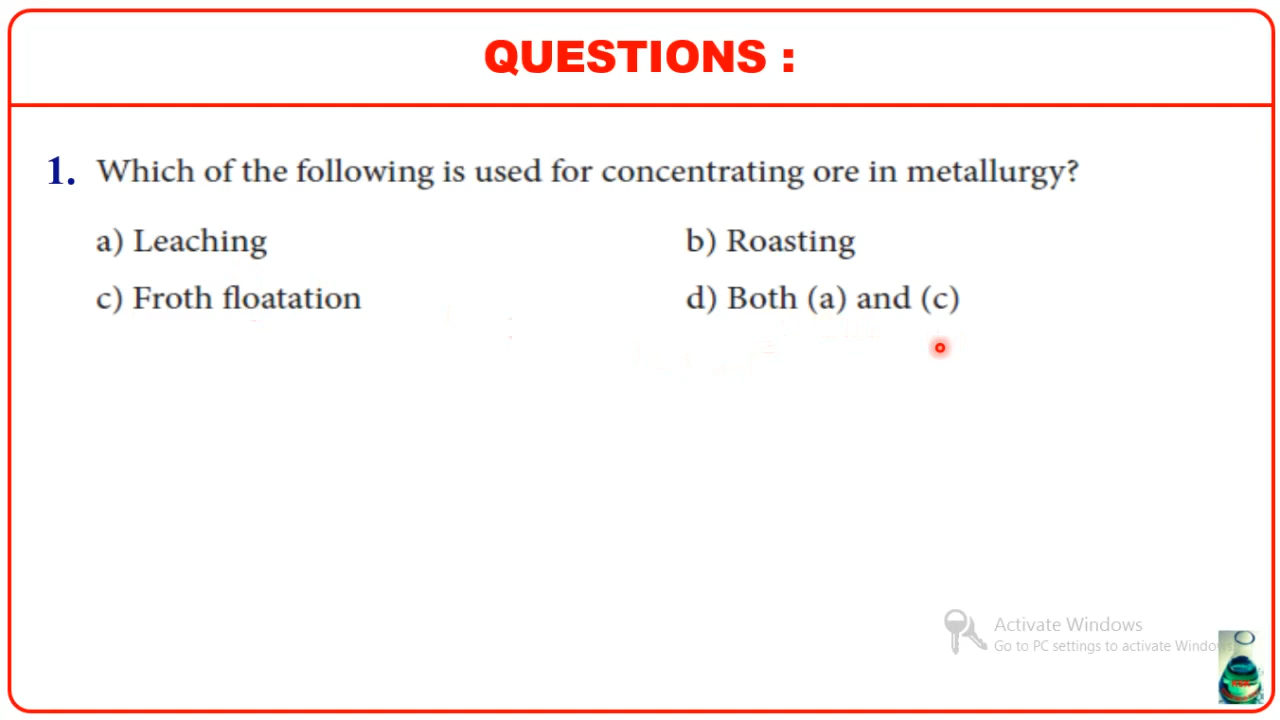 QUESTIONS :
1. Which of the following is used for concentrating ore in metallurgy?
a) Leaching b) Roasting
c) Froth floatation d) Both (a) and (c)
Activate Windows
Go to PC settings to activate Windows